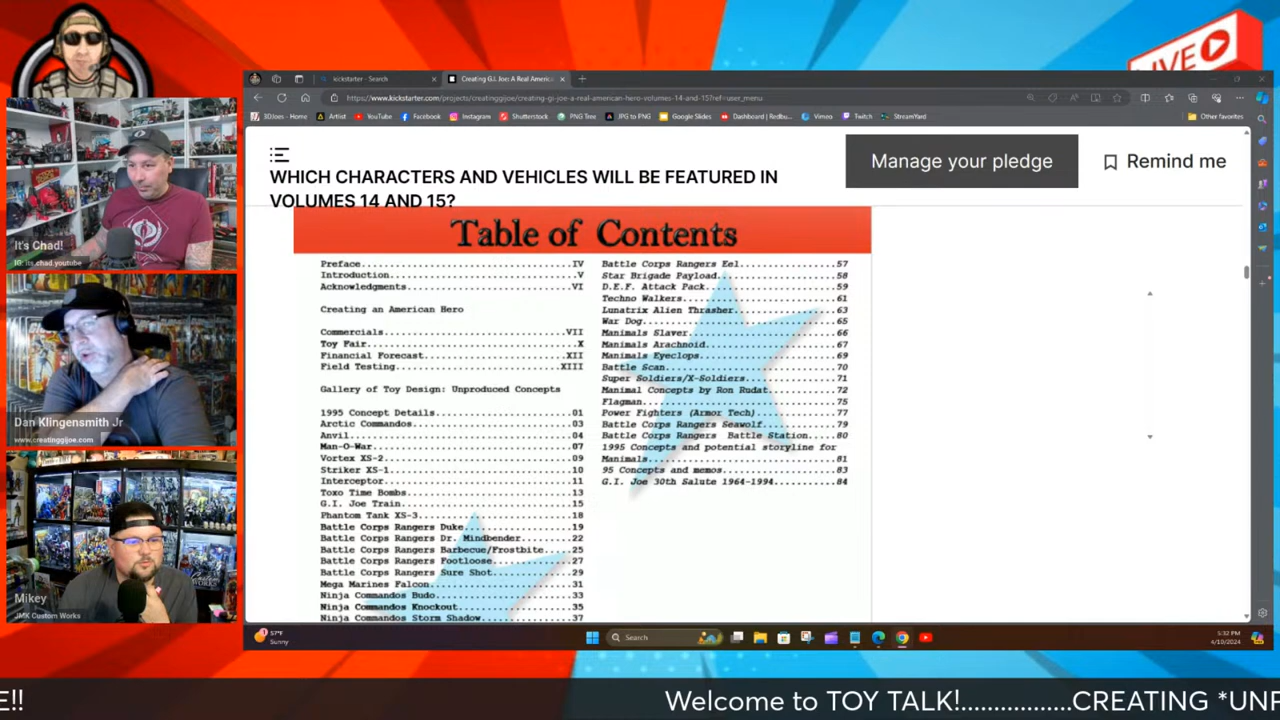 LIVE
kickstarter - Search
Creating G.I. Joe: A Real Americ
https://www.kickstarter.com/projects/creatinggijoe/creating-gi-joe-a-real-american-hero-volumes-14-and-15?ref=user_menu
3DJoes - Home
Artist
YouTube
Facebook
Instagram
Shutterstock
PNG Tree
JPG to PNG
Google Slides
Dashboard | Redbu...
Vimeo
Twitch
StreamYard
Other favorites
WHICH CHARACTERS AND VEHICLES WILL BE FEATURED IN
VOLUMES 14 AND 15?
Manage your pledge
Remind me
Table of Contents
Preface.....IV
Introduction.....V
Acknowledgments.....VI
Creating an American Hero
Commercials.....VII
Toy Fair.....X
Financial Forecast.....XII
Field Testing.....XIII
Gallery of Toy Design: Unproduced Concepts
1995 Concept Details.....01
Arctic Commandos.....03
Anvil.....04
Man-O-War.....07
Vortex XS-2.....09
Striker XS-1.....10
Interceptor.....11
Toxo Time Bombs.....13
G.I. Joe Train.....15
Phantom Tank XS-3.....18
Battle Corps Rangers Duke.....19
Battle Corps Rangers Dr. Mindbender.....22
Battle Corps Rangers Barbecue/Frostbite.....25
Battle Corps Rangers Footloose.....27
Battle Corps Rangers Sure Shot.....29
Mega Marines Falcon.....31
Ninja Commandos Budo.....33
Ninja Commandos Knockout.....35
Ninja Commandos Storm Shadow.....37
Battle Corps Rangers Eel.....57
Star Brigade Payload.....58
D.E.F. Attack Pack.....59
Techno Walkers.....61
Lunatrix Alien Thrasher.....63
War Dog.....65
Manimals Slaver.....66
Manimals Arachnoid.....67
Manimals Eyeclops.....69
Battle Scan.....70
Super Soldiers/X-Soldiers.....71
Manimal Concepts by Ron Rudat.....72
Flagman.....75
Power Fighters (Armor Tech).....77
Battle Corps Rangers Seawolf.....79
Battle Corps Rangers Battle Station.....80
1995 Concepts and potential storyline for
Manimals.....81
95 Concepts and memos.....83
G.I. Joe 30th Salute 1964-1994.....84
It's Chad!
IG: its.chad.youtube
Dan Klingensmith Jr
www.creatinggijoe.com
Mikey
JMK Custom Works
57°F
Sunny
Search
5:32 PM
4/10/2024
E!!
Welcome to TOY TALK!................CREATING *UNF